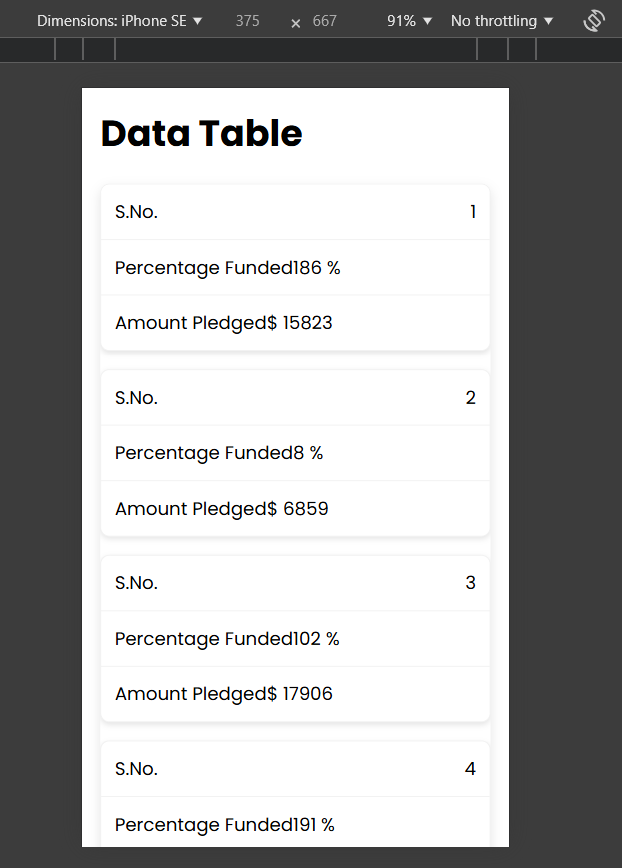 Dimensions: iPhone SE ▼ 375 × 667 91% ▼ No throttling ▼
Data Table
S.No. 1
Percentage Funded186 %
Amount Pledged$ 15823
S.No. 2
Percentage Funded8 %
Amount Pledged$ 6859
S.No. 3
Percentage Funded102 %
Amount Pledged$ 17906
S.No. 4
Percentage Funded191 %